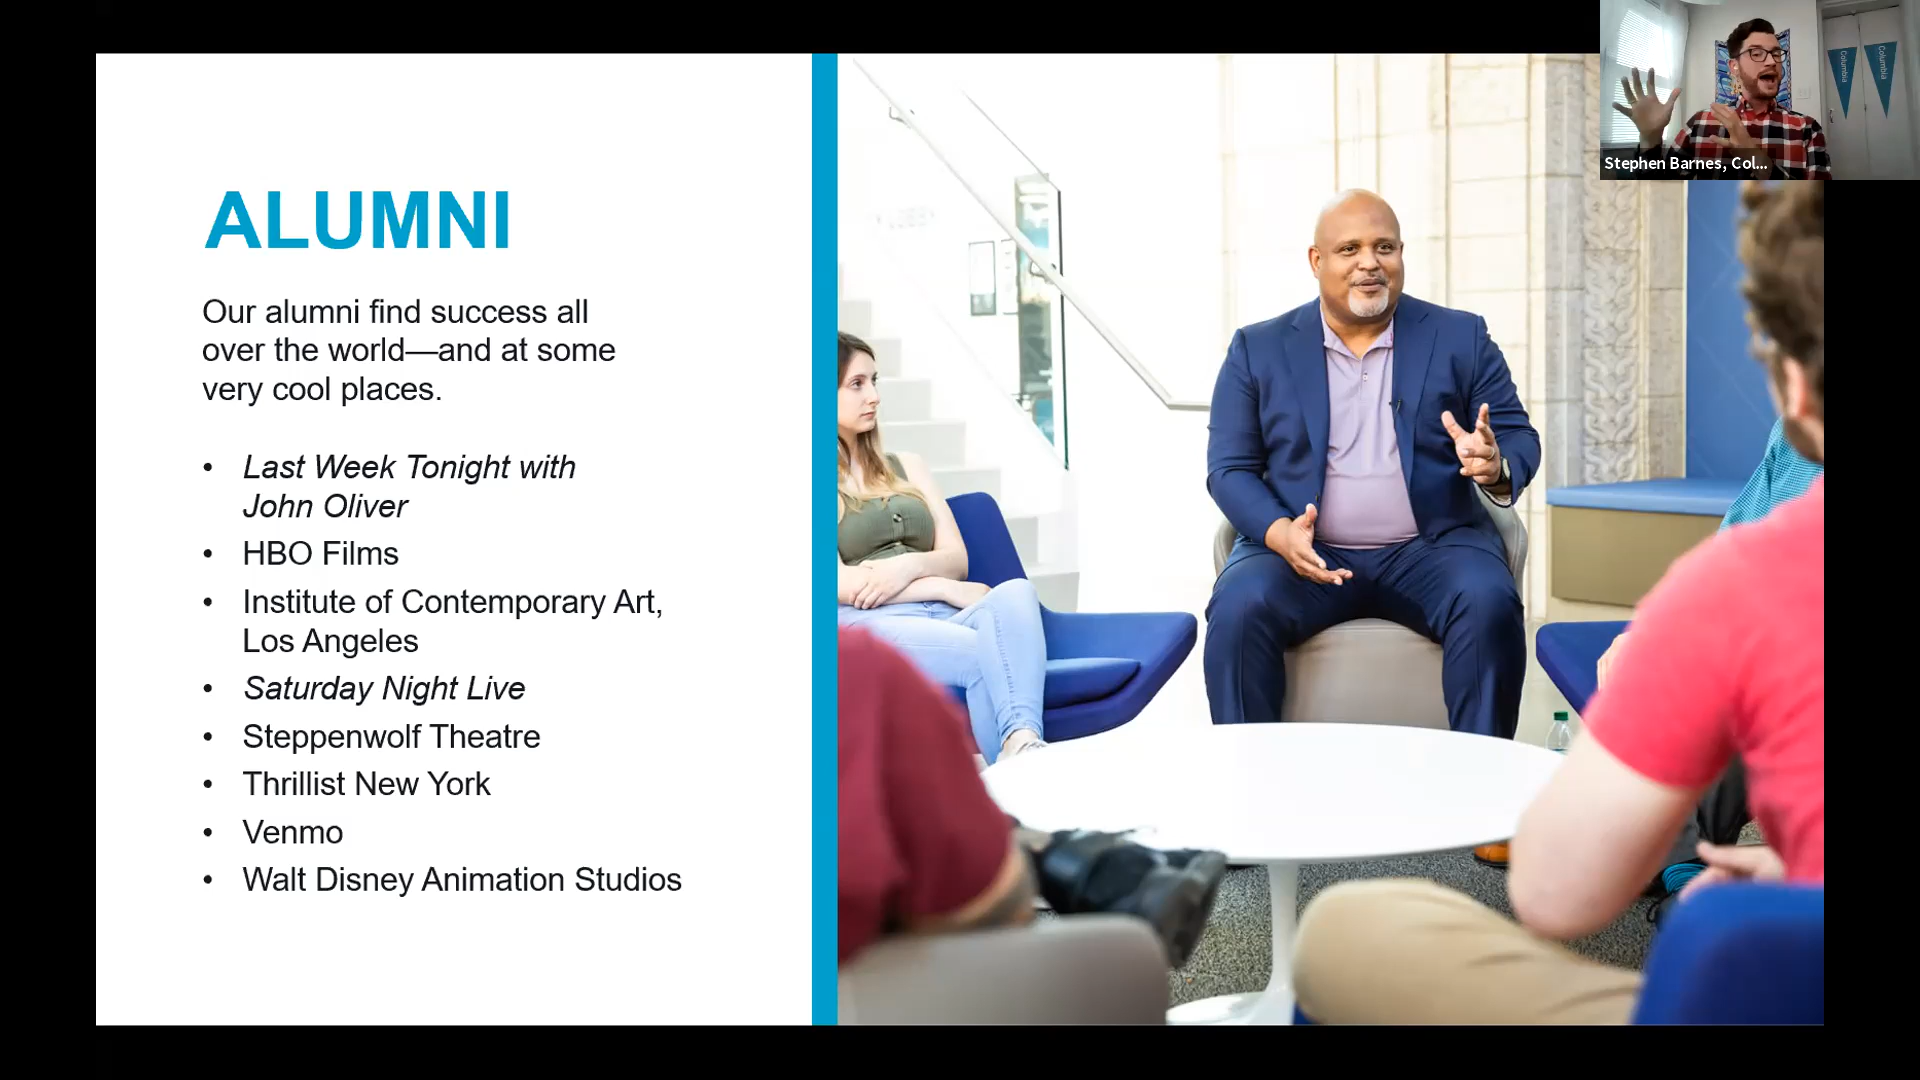 ALUMNI
Our alumni find success all
over the world—and at some
very cool places.
• Last Week Tonight with
John Oliver
• HBO Films
• Institute of Contemporary Art,
Los Angeles
• Saturday Night Live
• Steppenwolf Theatre
• Thrillist New York
• Venmo
• Walt Disney Animation Studios
Columbia
Columbia
Stephen Barnes, Col...